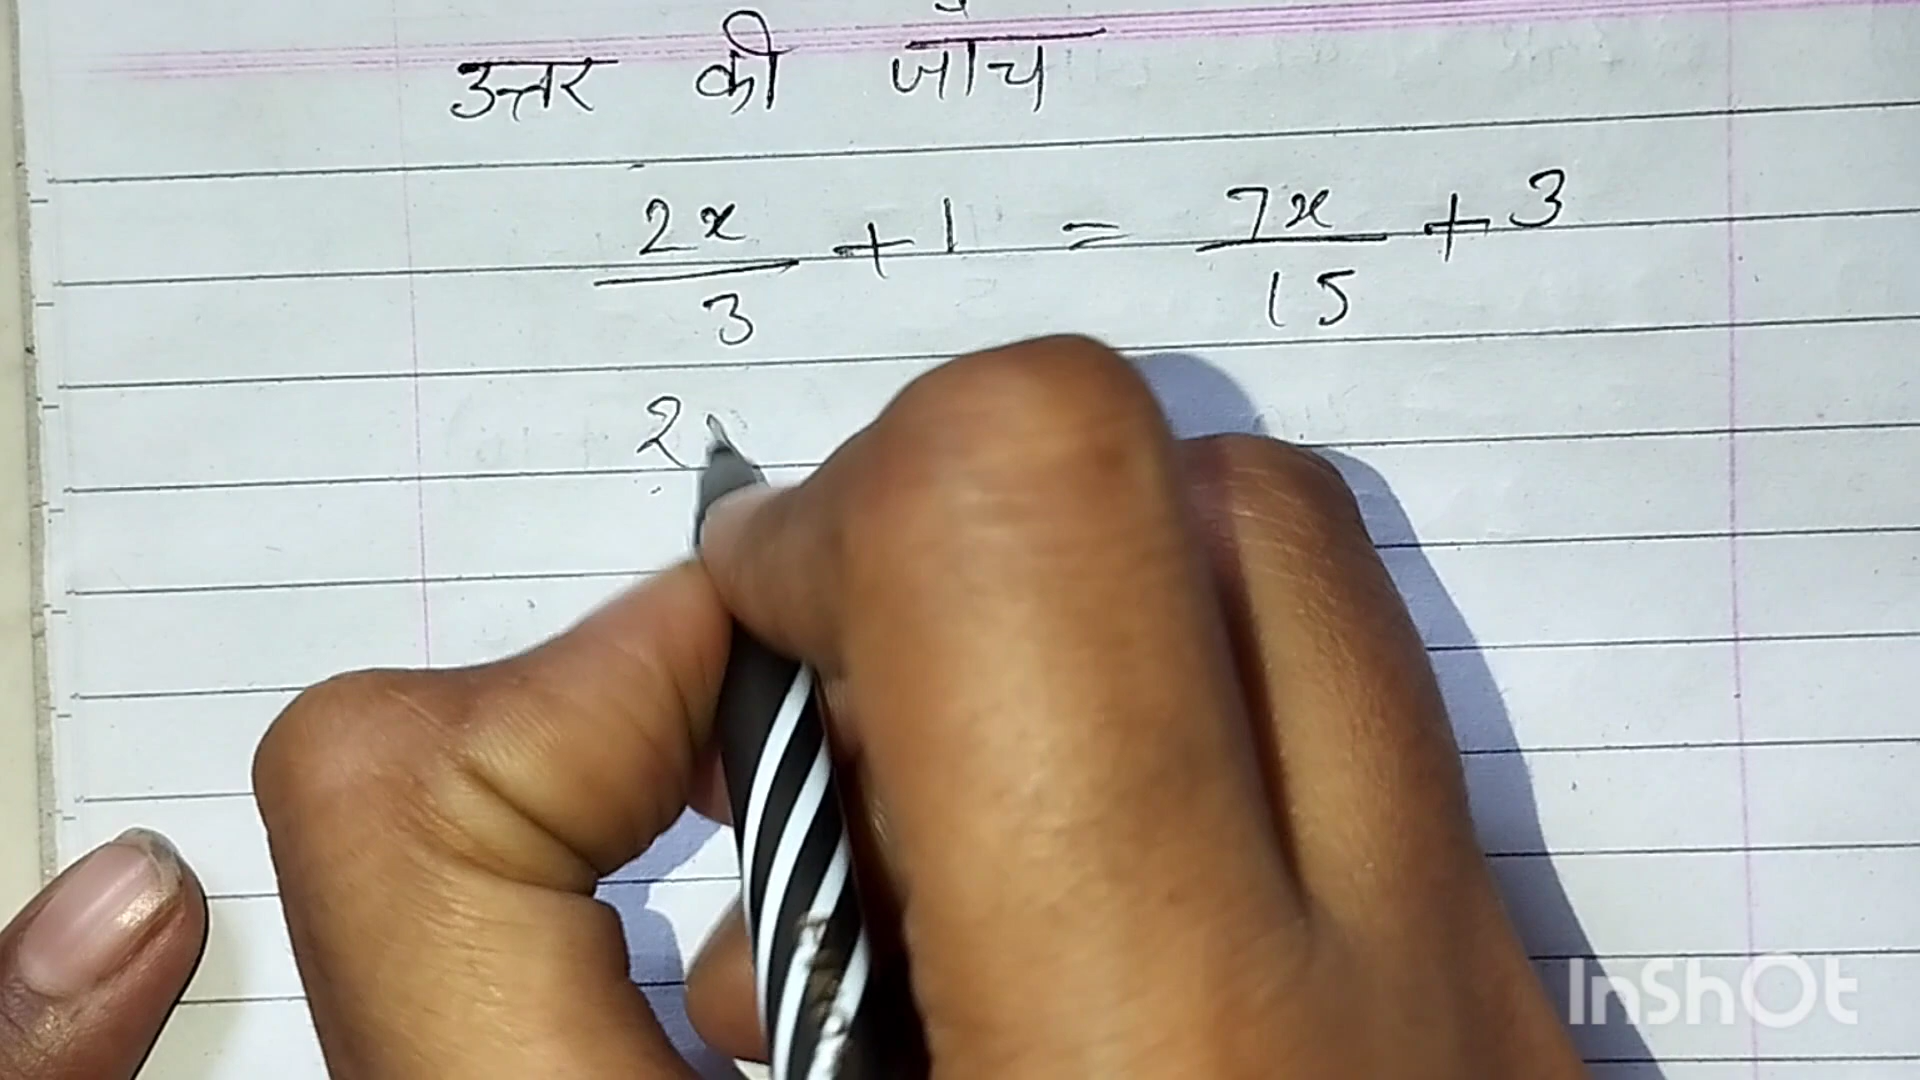 उत्तर की जाँच
2x/3 + 1 = 7x/15 + 3
2
InShOt